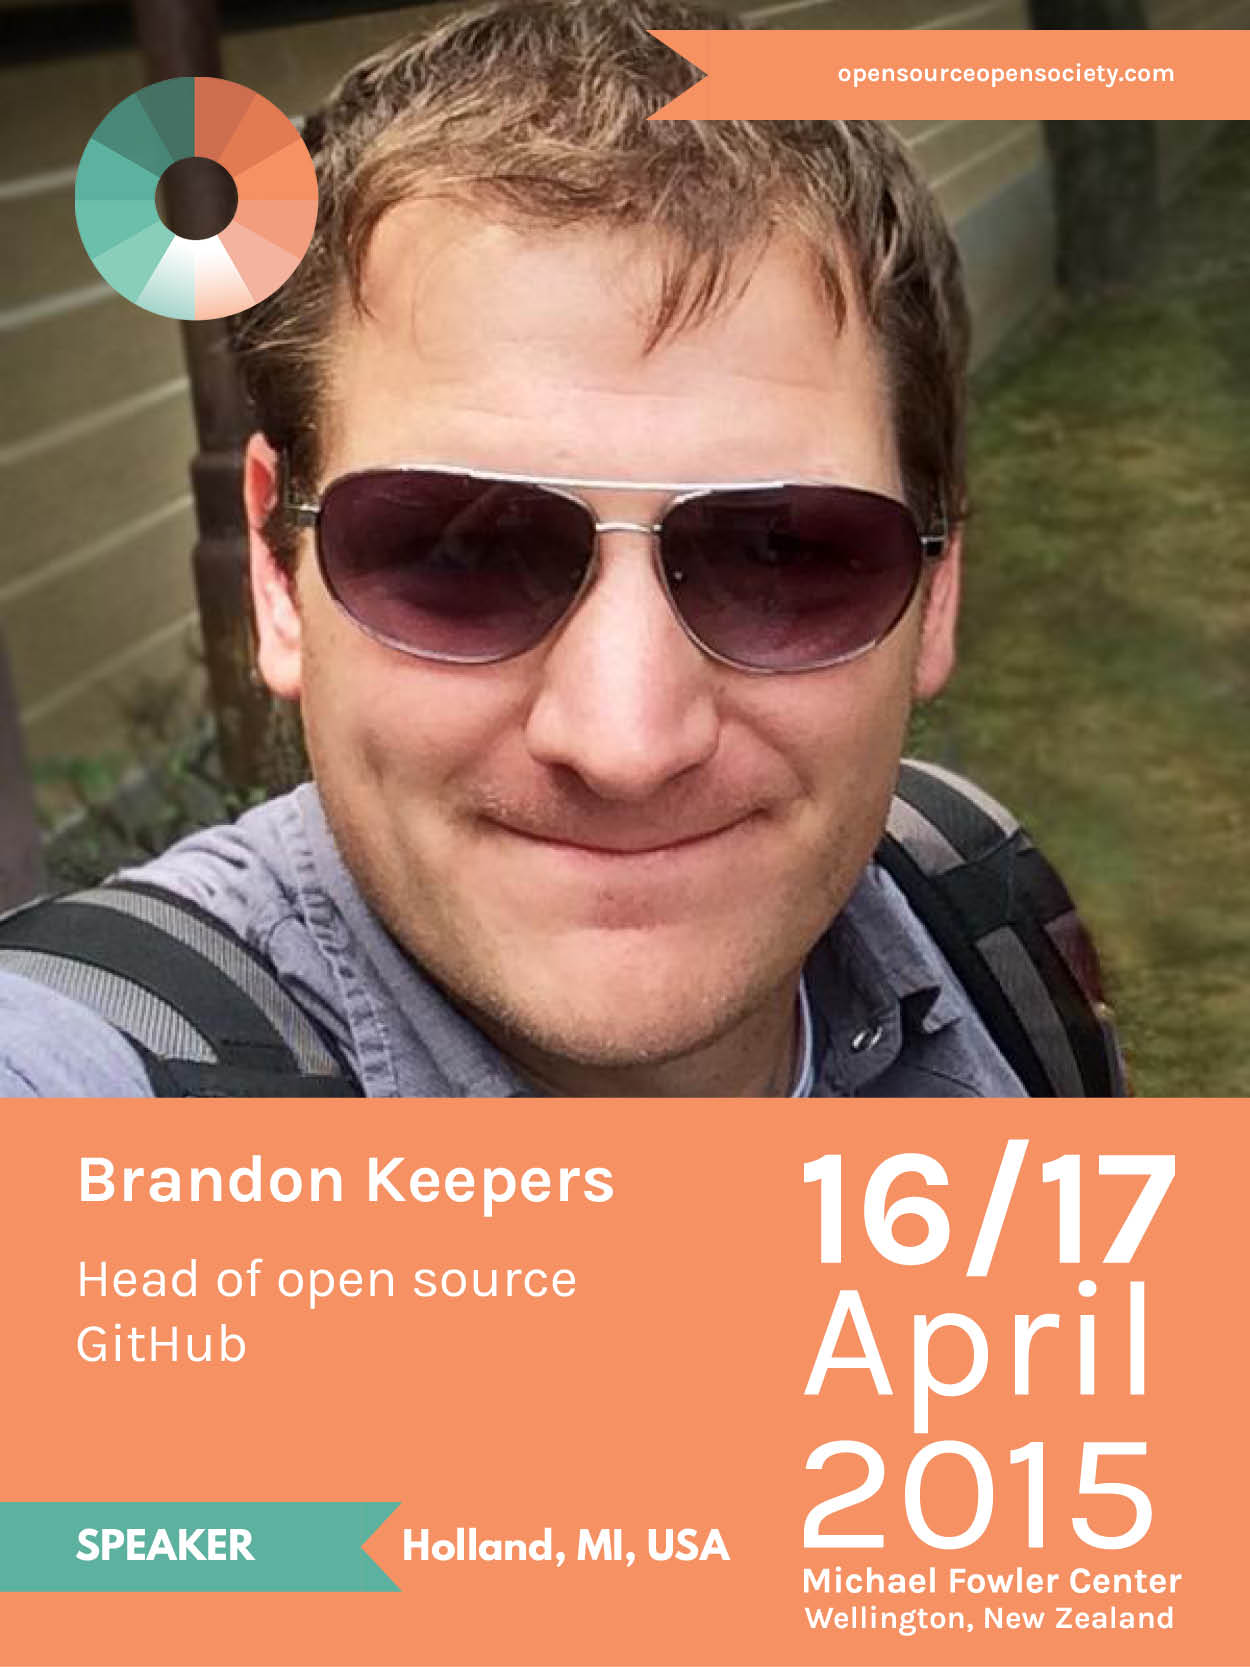 opensourceopensociety.com
Brandon Keepers
Head of open source
GitHub
SPEAKER
Holland, MI, USA
16/17
April
2015
Michael Fowler Center
Wellington, New Zealand